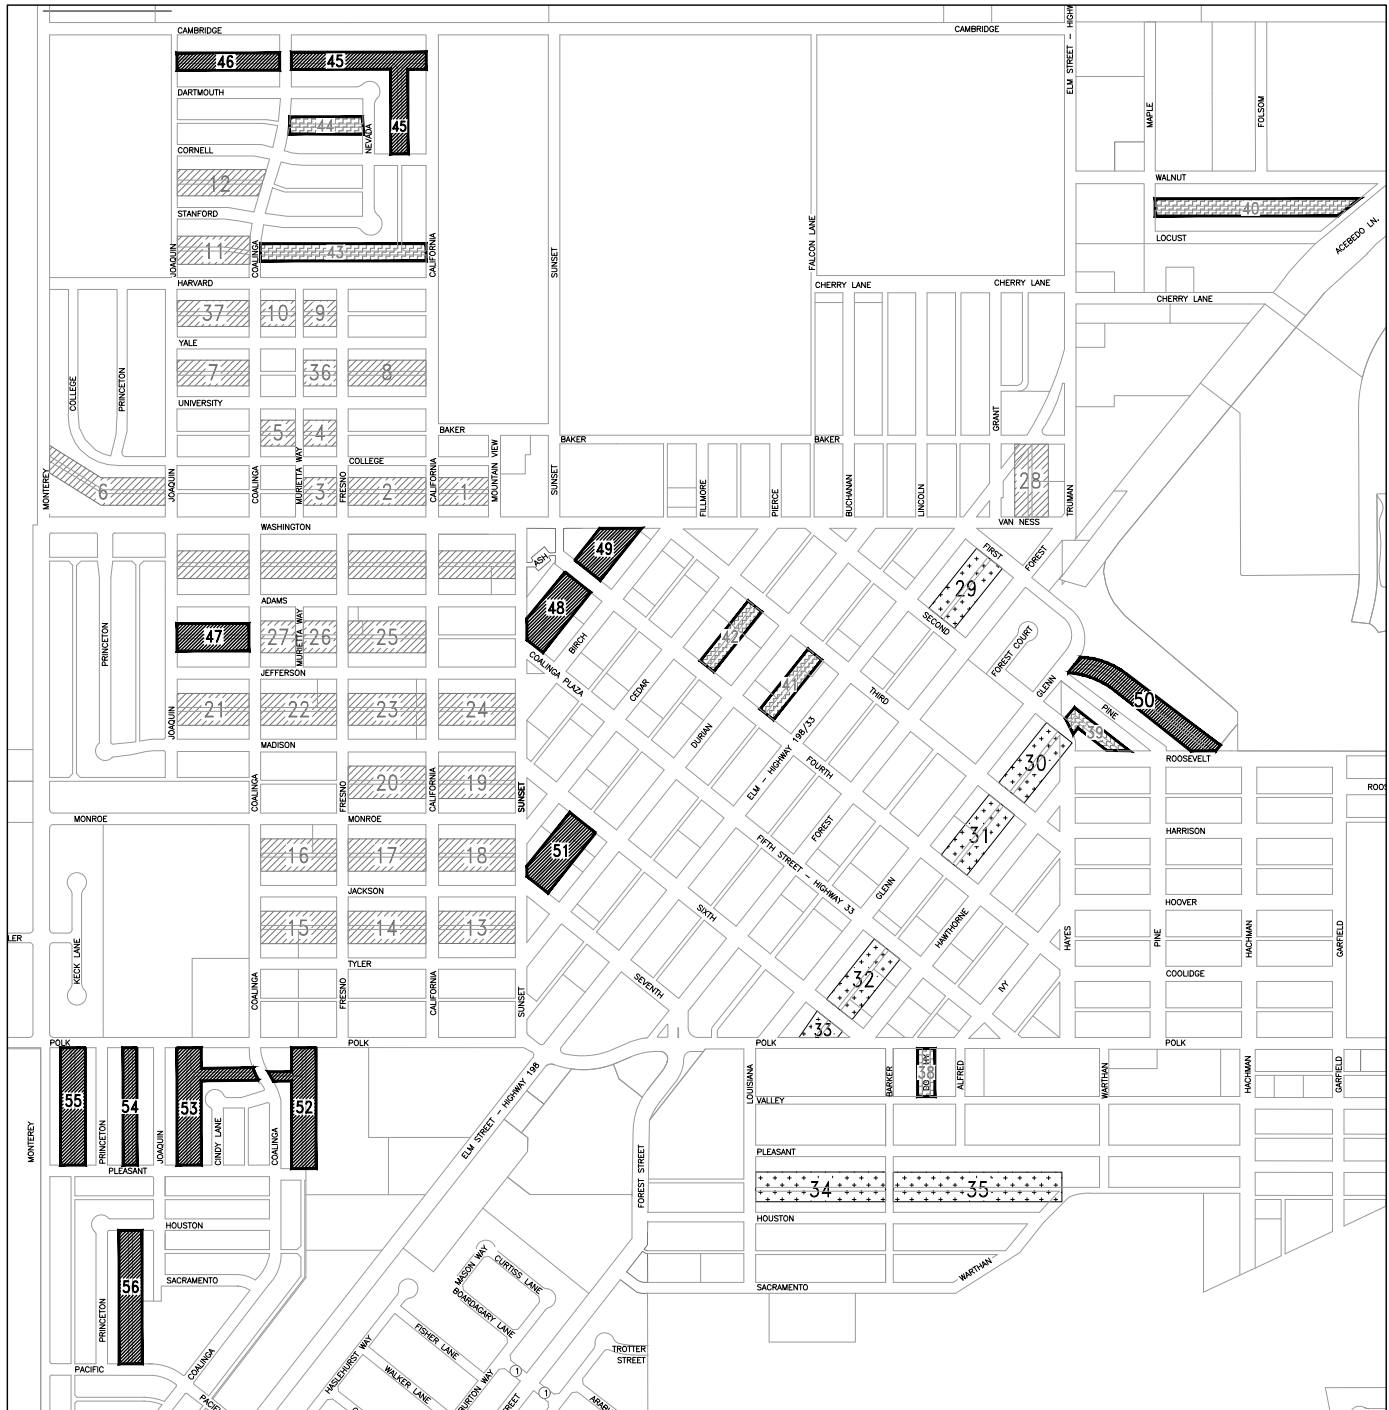 CAMBRIDGE
CAMBRIDGE
ELM STREET - HIGHW
46
45
DARTMOUTH
MAPLE
FOLSOM
44
NEVADA
45
CORNELL
12
WALNUT
40
STANFORD
LOCUST
ACEBEDO LN.
JOAQUIN
11
COALINGA
43
CALIFORNIA
SUNSET
FALCON LANE
HARVARD
CHERRY LANE
CHERRY LANE
CHERRY LANE
37
10
9
YALE
7
36
8
COLLEGE
PRINCETON
UNIVERSITY
GRANT
5
4
BAKER
BAKER
BAKER
MONTEREY
6
JOAQUIN
COALINGA
MURIETTA WAY
3
FRESNO
COLLEGE
2
CALIFORNIA
1
MOUNTAIN VIEW
SUNSET
FILLMORE
PIERCE
BUCHANAN
LINCOLN
28
TRUMAN
WASHINGTON
VAN NESS
49
ASH
FIRST
FOREST
29
ADAMS
48
47
27
MURIETTA WAY
26
25
BIRCH
42
SECOND
PRINCETON
FOREST COURT
JEFFERSON
COALINGA PLAZA
CEDAR
41
THIRD
GLENN
50
JOAQUIN
21
22
23
24
DURIAN
PINE
39
MADISON
ELM - HIGHWAY 198/33
FOURTH
30
ROOSEVELT
COALINGA
FRESNO
20
CALIFORNIA
19
SUNSET
ROOS
MONROE
MONROE
FOREST
31
HARRISON
16
17
18
51
FIFTH STREET - HIGHWAY 33
JACKSON
GLENN
HOOVER
15
14
13
SIXTH
HAWTHORNE
HAYES
PINE
HACHMAN
GARFIELD
LER
KECK LANE
TYLER
COALINGA
FRESNO
CALIFORNIA
SUNSET
SEVENTH
32
IVY
COOLIDGE
33
POLK
POLK
POLK
POLK
55
54
53
52
MONTEREY
PRINCETON
JOAQUIN
CINDY LANE
COALINGA
ELM STREET - HIGHWAY 198
LOUISIANA
BARKER
38
ALFRED
WARTHAN
HACHMAN
GARFIELD
VALLEY
PLEASANT
PLEASANT
FOREST STREET
34
35
HOUSTON
HOUSTON
56
SACRAMENTO
PRINCETON
COALINGA
MASON WAY
CURTISS LANE
BOARDAGARY LANE
WARTHAN
SACRAMENTO
HASLEHURST WAY
FISHER LANE
TROTTER
STREET
PACIFIC
WALKER LANE
BURTON WAY
1
1
REET